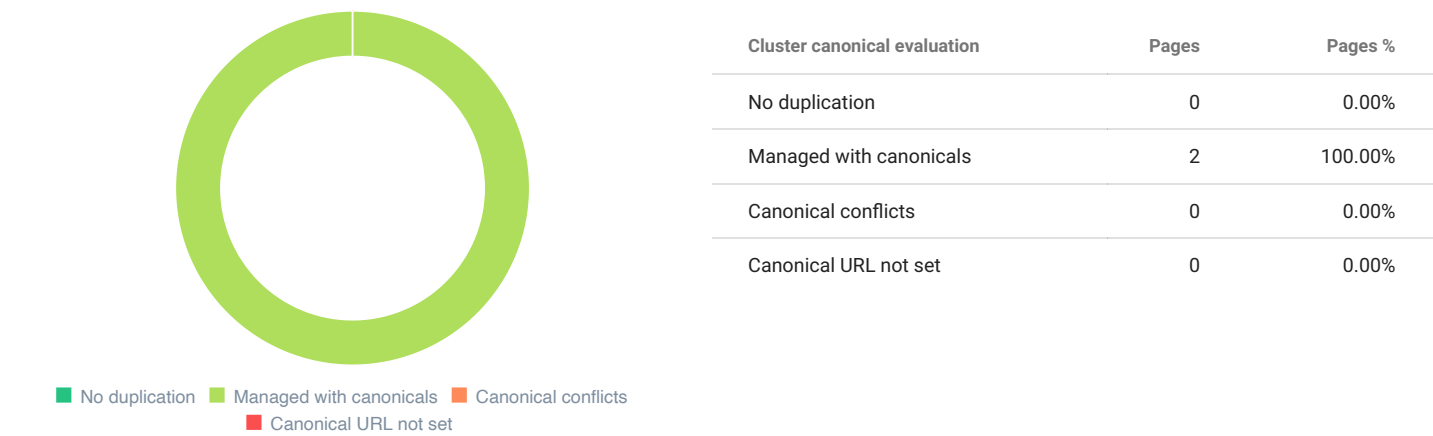 Cluster canonical evaluation Pages Pages %
No duplication 0 0.00%
Managed with canonicals 2 100.00%
Canonical conflicts 0 0.00%
Canonical URL not set 0 0.00%
No duplication Managed with canonicals Canonical conflicts
Canonical URL not set